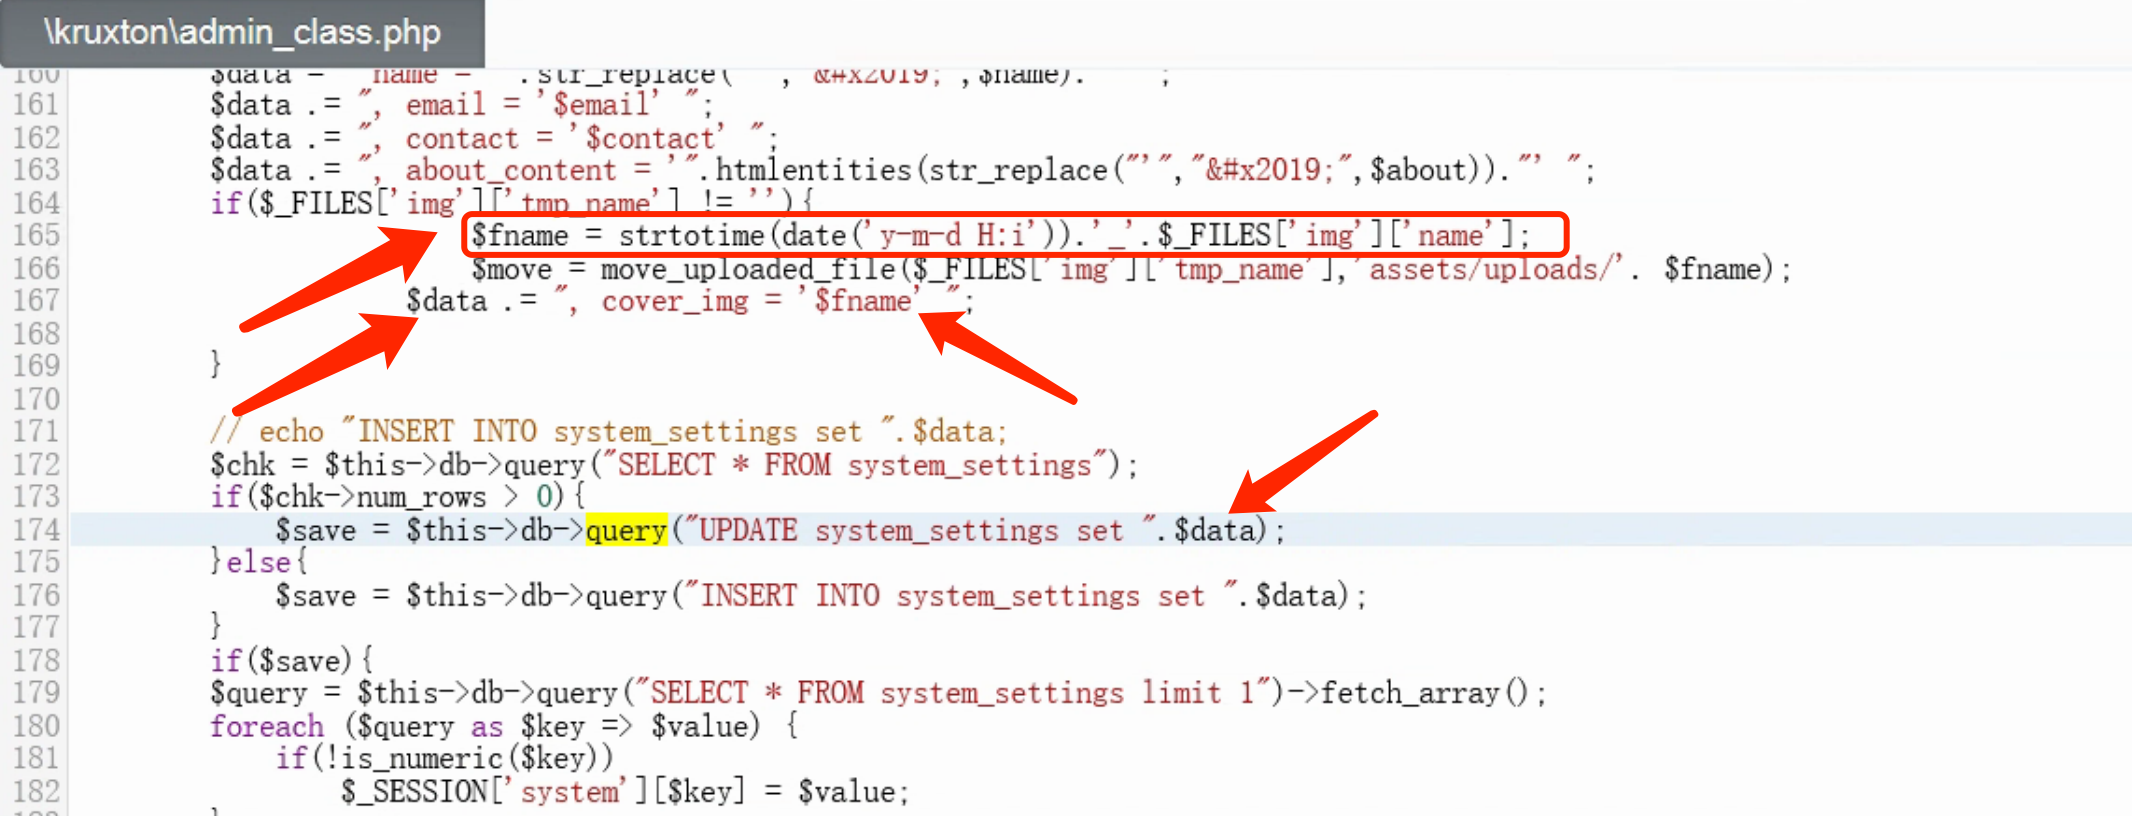 \kruxton\admin_class.php
160 $data = name = .str_replace( , &#x2019; ,$name). ;
161 $data .= ", email = '$email' ";
162 $data .= ", contact = '$contact' ";
163 $data .= ", about_content = '".htmlentities(str_replace("'","&#x2019;",$about))."' ";
164 if($_FILES['img']['tmp_name'] != ''){
165 $fname = strtotime(date('y-m-d H:i')).'_'.$_FILES['img']['name'];
166 $move = move_uploaded_file($_FILES['img']['tmp_name'],'assets/uploads/'. $fname);
167 $data .= ", cover_img = '$fname' ";
168
169 }
170
171 // echo "INSERT INTO system_settings set ".$data;
172 $chk = $this->db->query("SELECT * FROM system_settings");
173 if($chk->num_rows > 0){
174 $save = $this->db->query("UPDATE system_settings set ".$data);
175 }else{
176 $save = $this->db->query("INSERT INTO system_settings set ".$data);
177 }
178 if($save){
179 $query = $this->db->query("SELECT * FROM system_settings limit 1")->fetch_array();
180 foreach ($query as $key => $value) {
181 if(!is_numeric($key))
182 $_SESSION['system'][$key] = $value;